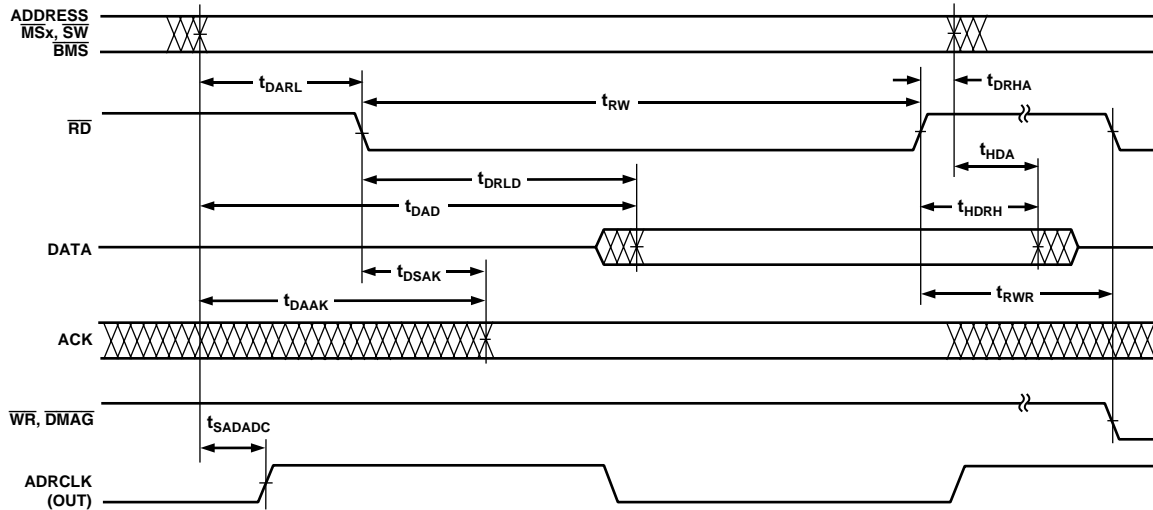 ADDRESS
MSx, SW
BMS
tDARL
tRW
tDRHA
RD
tHDA
tDRLD
tDAD
tHDRH
DATA
tDSAK
tDAAK
tRWR
ACK
WR, DMAG
tSADADC
ADRCLK
(OUT)